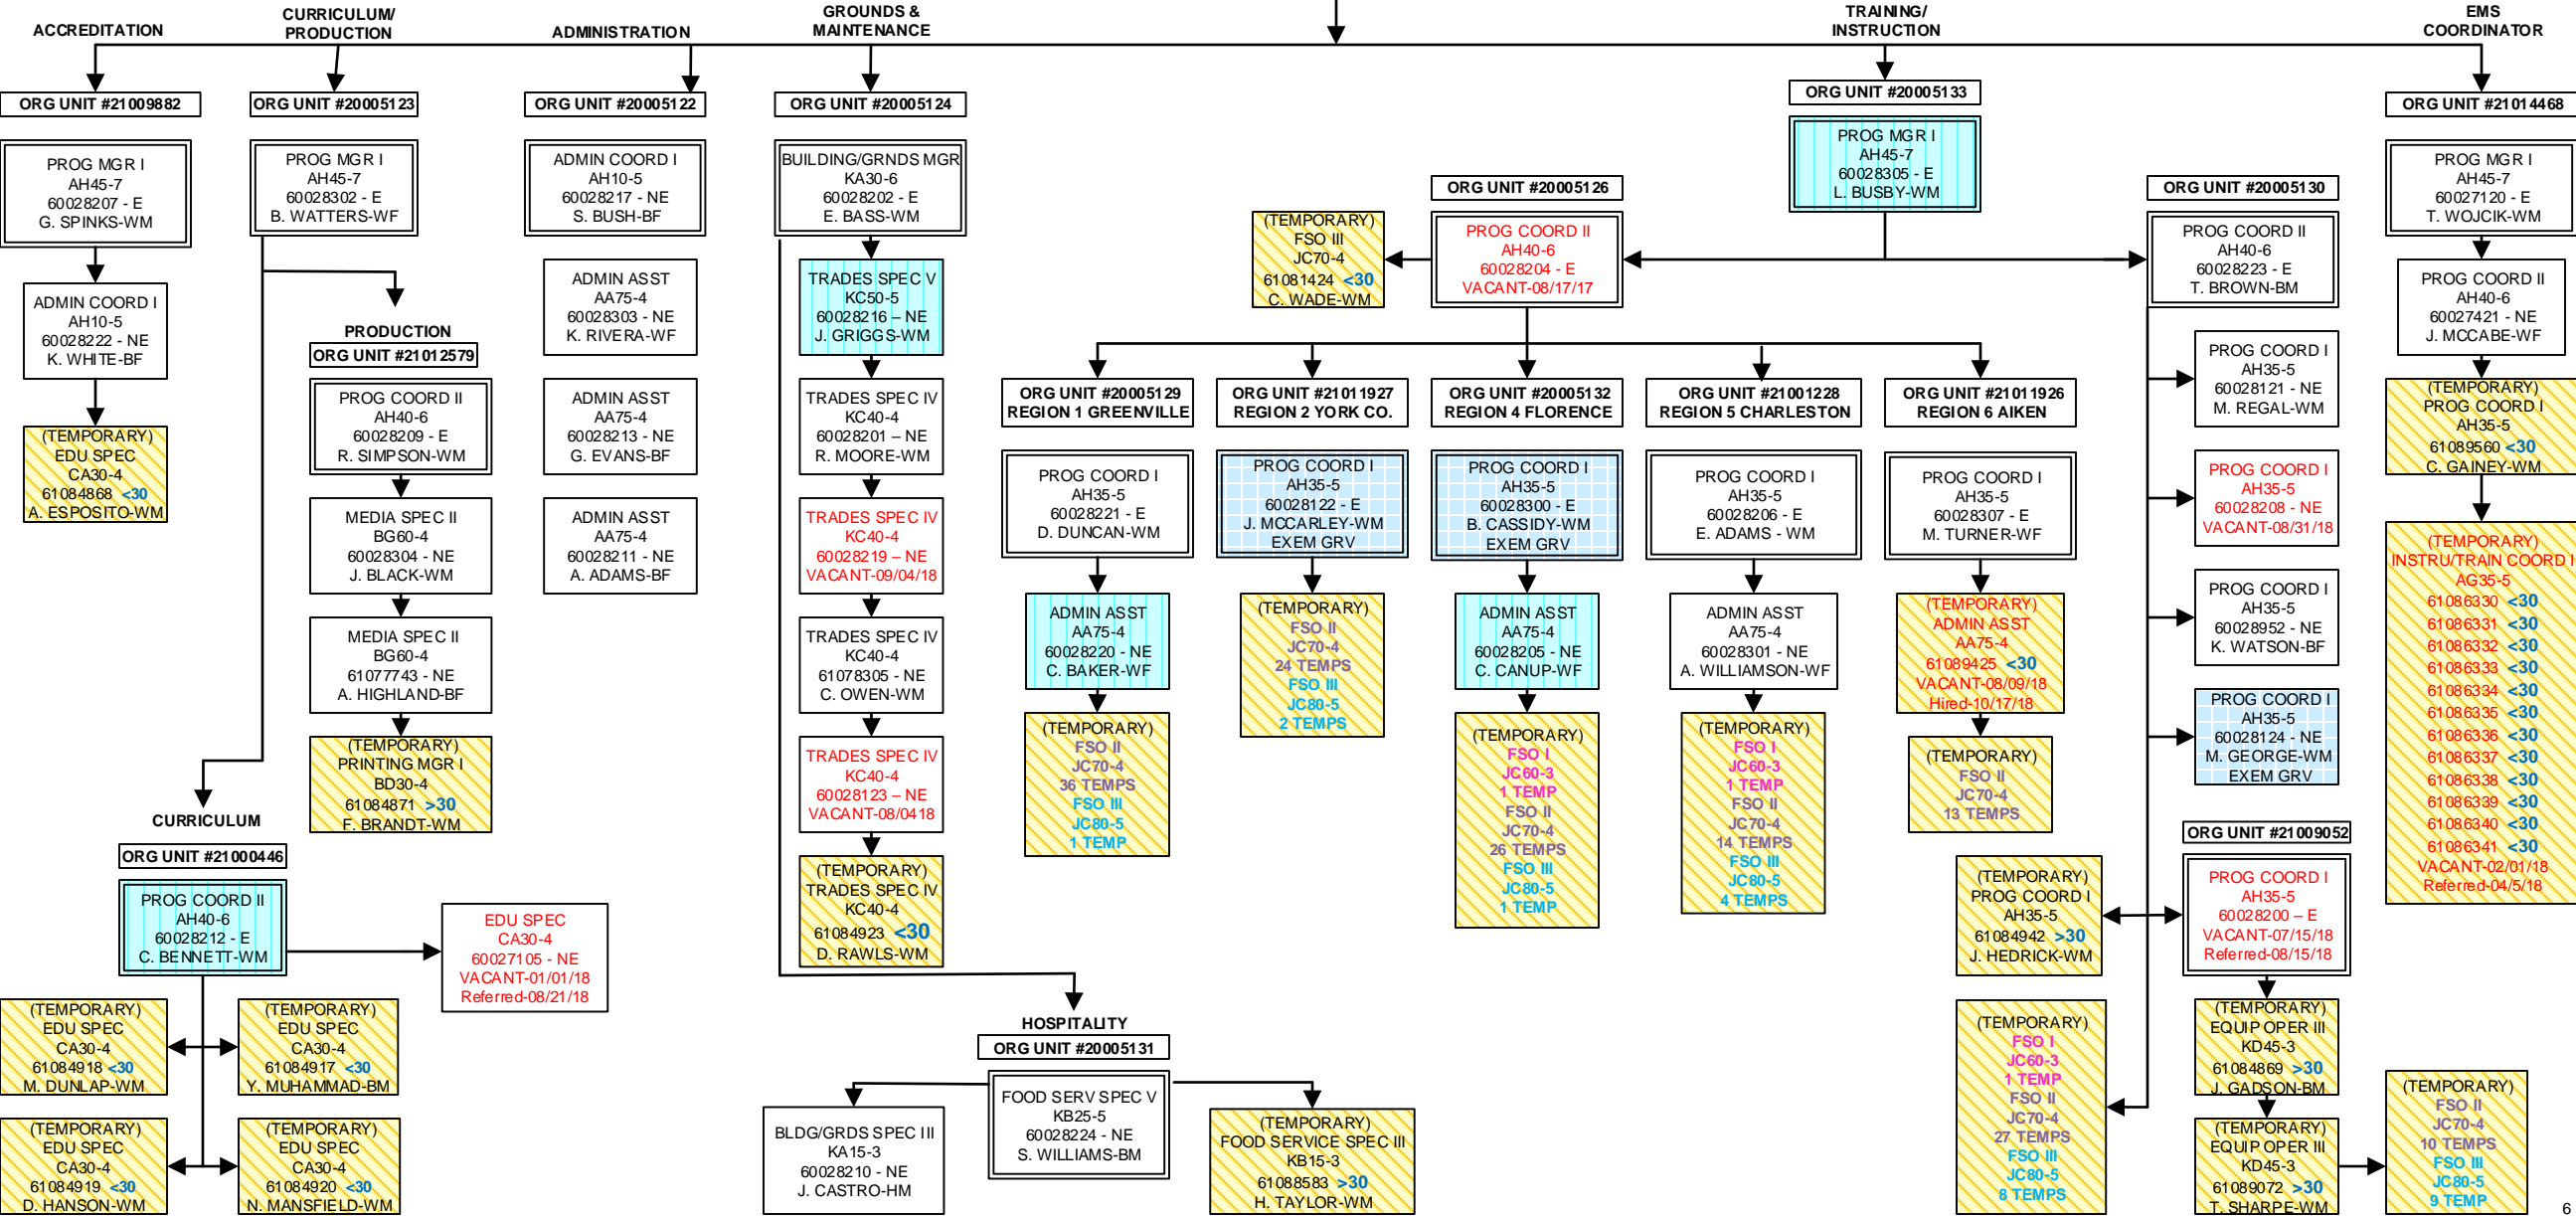 ACCREDITATION
CURRICULUM/
PRODUCTION
ADMINISTRATION
GROUNDS &
MAINTENANCE
TRAINING/
INSTRUCTION
EMS
COORDINATOR
ORG UNIT #21009882
PROG MGR I
AH45-7
60028207 - E
G. SPINKS-WM
ADMIN COORD I
AH10-5
60028222 - NE
K. WHITE-BF
(TEMPORARY)
EDU SPEC
CA30-4
61084868 <30
A. ESPOSITO-WM
ORG UNIT #20005123
PROG MGR I
AH45-7
60028302 - E
B. WATTERS-WF
PRODUCTION
ORG UNIT #21012579
PROG COORD II
AH40-6
60028209 - E
R. SIMPSON-WM
MEDIA SPEC II
BG60-4
60028304 - NE
J. BLACK-WM
MEDIA SPEC II
BG60-4
61077743 - NE
A. HIGHLAND-BF
(TEMPORARY)
PRINTING MGR I
BD30-4
61084871 >30
F. BRANDT-WM
CURRICULUM
ORG UNIT #21000446
PROG COORD II
AH40-6
60028212 - E
C. BENNETT-WM
EDU SPEC
CA30-4
60027105 - NE
VACANT-01/01/18
Referred-08/21/18
(TEMPORARY)
EDU SPEC
CA30-4
61084918 <30
M. DUNLAP-WM
(TEMPORARY)
EDU SPEC
CA30-4
61084917 <30
Y. MUHAMMAD-BM
(TEMPORARY)
EDU SPEC
CA30-4
61084919 <30
D. HANSON-WM
(TEMPORARY)
EDU SPEC
CA30-4
61084920 <30
N. MANSFIELD-WM
ORG UNIT #20005122
ADMIN COORD I
AH10-5
60028217 - NE
S. BUSH-BF
ADMIN ASST
AA75-4
60028303 - NE
K. RIVERA-WF
ADMIN ASST
AA75-4
60028213 - NE
G. EVANS-BF
ADMIN ASST
AA75-4
60028211 - NE
A. ADAMS-BF
ORG UNIT #20005124
BUILDING/GRNDS MGR
KA30-6
60028202 - E
E. BASS-WM
TRADES SPEC V
KC50-5
60028216 – NE
J. GRIGGS-WM
TRADES SPEC IV
KC40-4
60028201 – NE
R. MOORE-WM
TRADES SPEC IV
KC40-4
60028219 – NE
VACANT-09/04/18
TRADES SPEC IV
KC40-4
61078305 - NE
C. OWEN-WM
TRADES SPEC IV
KC40-4
60028123 – NE
VACANT-08/0418
(TEMPORARY)
TRADES SPEC IV
KC40-4
61084923 <30
D. RAWLS-WM
HOSPITALITY
ORG UNIT #20005131
FOOD SERV SPEC V
KB25-5
60028224 - NE
S. WILLIAMS-BM
BLDG/GRDS SPEC III
KA15-3
60028210 - NE
J. CASTRO-HM
(TEMPORARY)
FOOD SERVICE SPEC III
KB15-3
61088583 >30
H. TAYLOR-WM
ORG UNIT #20005133
PROG MGR I
AH45-7
60028305 - E
L. BUSBY-WM
ORG UNIT #20005126
PROG COORD II
AH40-6
60028204 - E
VACANT-08/17/17
(TEMPORARY)
FSO III
JC70-4
61081424 <30
C. WADE-WM
ORG UNIT #20005129
REGION 1 GREENVILLE
PROG COORD I
AH35-5
60028221 - E
D. DUNCAN-WM
ADMIN ASST
AA75-4
60028220 - NE
C. BAKER-WF
(TEMPORARY)
FSO II
JC70-4
36 TEMPS
FSO III
JC80-5
1 TEMP
ORG UNIT #21011927
REGION 2 YORK CO.
PROG COORD I
AH35-5
60028122 - E
J. MCCARLEY-WM
EXEM GRV
(TEMPORARY)
FSO II
JC70-4
24 TEMPS
FSO III
JC80-5
2 TEMPS
ORG UNIT #20005132
REGION 4 FLORENCE
PROG COORD I
AH35-5
60028300 - E
B. CASSIDY-WM
EXEM GRV
ADMIN ASST
AA75-4
60028205 - NE
C. CANUP-WF
(TEMPORARY)
FSO I
JC60-3
1 TEMP
FSO II
JC70-4
26 TEMPS
FSO III
JC80-5
1 TEMP
ORG UNIT #21001228
REGION 5 CHARLESTON
PROG COORD I
AH35-5
60028206 - E
E. ADAMS - WM
ADMIN ASST
AA75-4
60028301 - NE
A. WILLIAMSON-WF
(TEMPORARY)
FSO I
JC60-3
1 TEMP
FSO II
JC70-4
14 TEMPS
FSO III
JC80-5
4 TEMPS
ORG UNIT #21011926
REGION 6 AIKEN
PROG COORD I
AH35-5
60028307 - E
M. TURNER-WF
(TEMPORARY)
ADMIN ASST
AA75-4
61089425 <30
VACANT-08/09/18
Hired-10/17/18
(TEMPORARY)
FSO II
JC70-4
13 TEMPS
ORG UNIT #20005130
PROG COORD II
AH40-6
60028223 - E
T. BROWN-BM
PROG COORD I
AH35-5
60028121 - NE
M. REGAL-WM
PROG COORD I
AH35-5
60028208 - NE
VACANT-08/31/18
PROG COORD I
AH35-5
60028952 - NE
K. WATSON-BF
PROG COORD I
AH35-5
60028124 - NE
M. GEORGE-WM
EXEM GRV
ORG UNIT #21009052
PROG COORD I
AH35-5
60028200 – E
VACANT-07/15/18
Referred-08/15/18
(TEMPORARY)
PROG COORD I
AH35-5
61084942 >30
J. HEDRICK-WM
(TEMPORARY)
FSO I
JC60-3
1 TEMP
FSO II
JC70-4
27 TEMPS
FSO III
JC80-5
8 TEMPS
(TEMPORARY)
EQUIP OPER III
KD45-3
61084869 >30
J. GADSON-BM
(TEMPORARY)
EQUIP OPER III
KD45-3
61089072 >30
T. SHARPE-WM
(TEMPORARY)
FSO II
JC70-4
10 TEMPS
FSO III
JC80-5
9 TEMP
ORG UNIT #21014468
PROG MGR I
AH45-7
60027120 - E
T. WOJCIK-WM
PROG COORD II
AH40-6
60027421 - NE
J. MCCABE-WF
(TEMPORARY)
PROG COORD I
AH35-5
61089560 <30
C. GAINEY-WM
(TEMPORARY)
INSTRU/TRAIN COORD I
AG35-5
61086330 <30
61086331 <30
61086332 <30
61086333 <30
61086334 <30
61086335 <30
61086336 <30
61086337 <30
61086338 <30
61086339 <30
61086340 <30
61086341 <30
VACANT-02/01/18
Referred-04/5/18
6